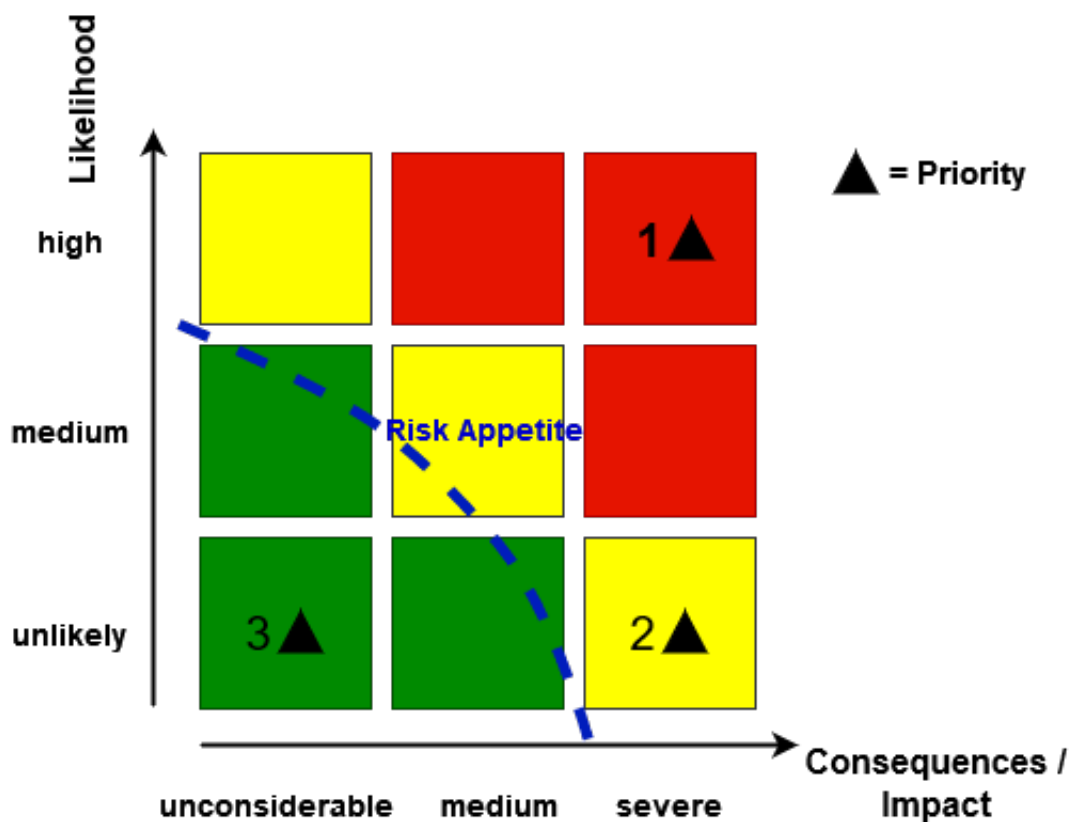 Likelihood
▲ = Priority
high
1
medium
Risk Appetite
unlikely
3
2
Consequences /
Impact
unconsiderable
medium
severe